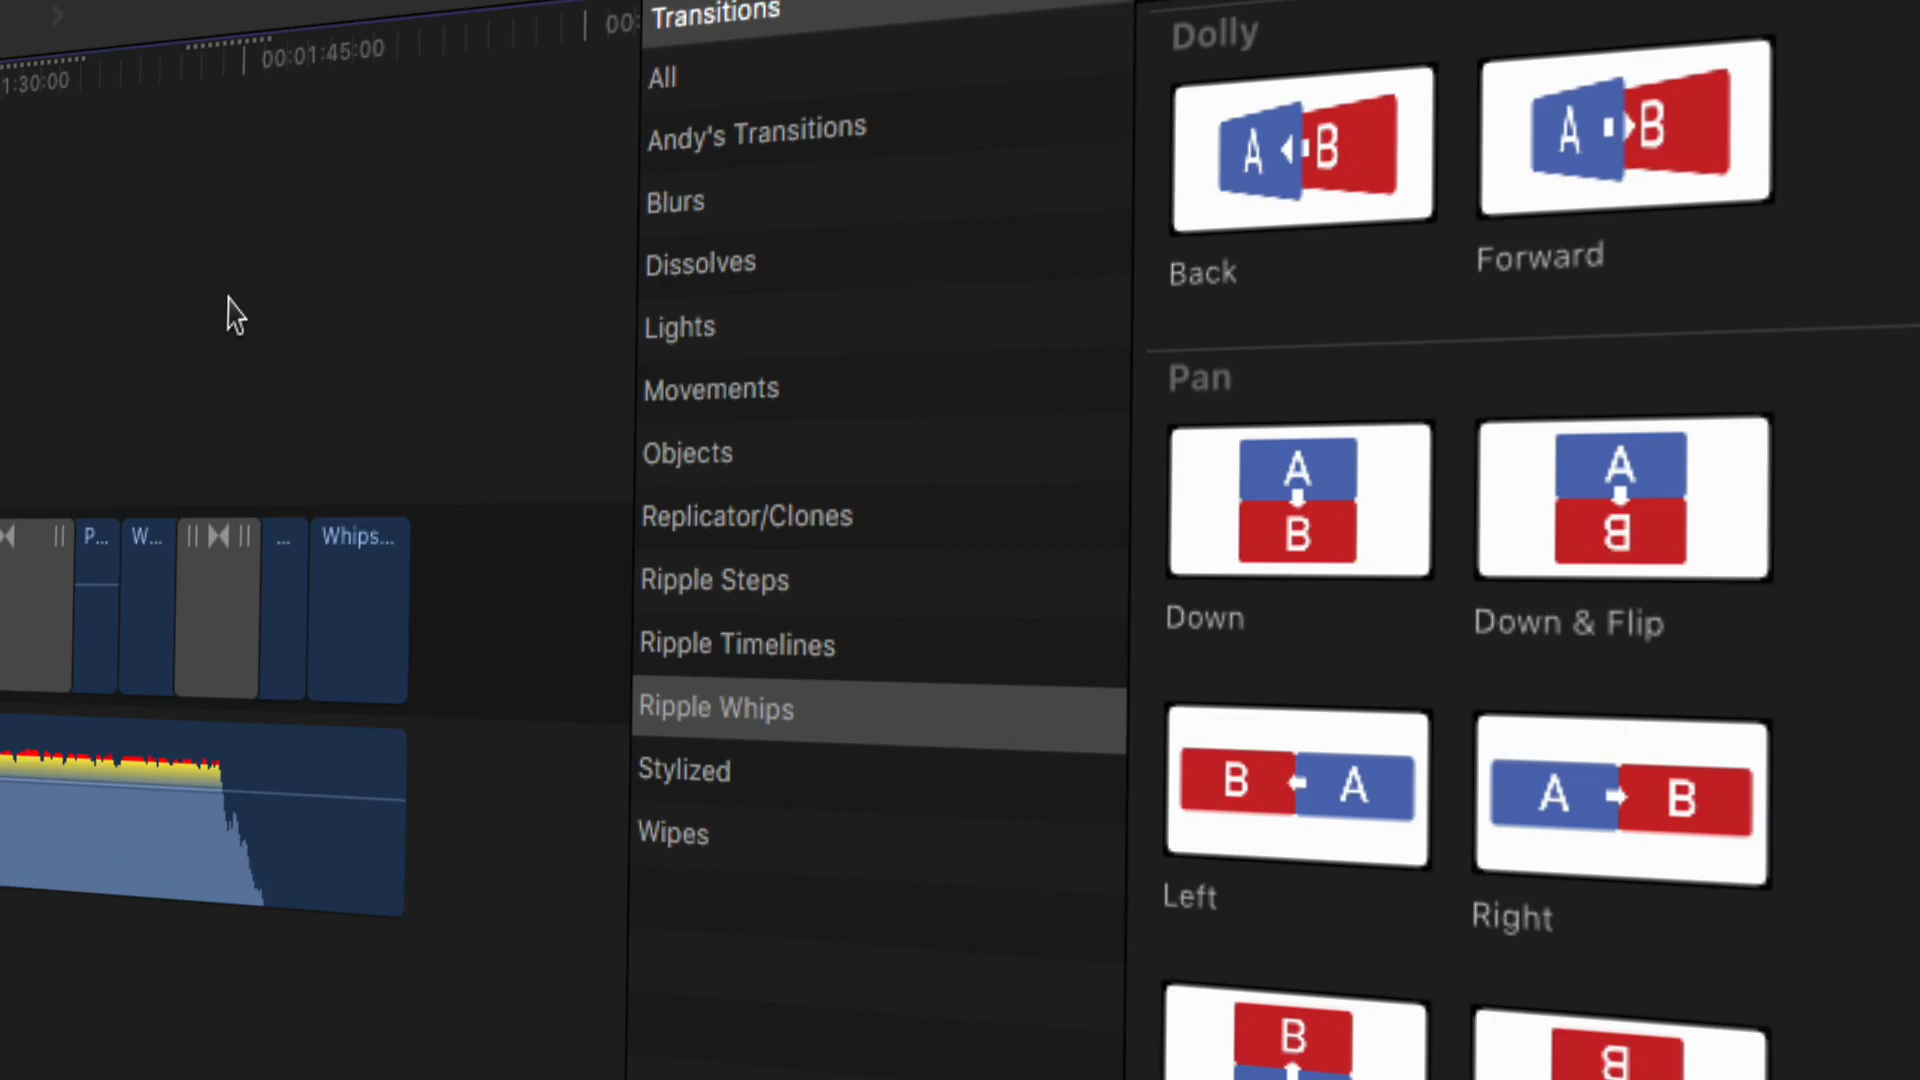 1:30:00
00:01:45:00
00:
P...
W...
...
Whips...
Transitions
All
Andy's Transitions
Blurs
Dissolves
Lights
Movements
Objects
Replicator/Clones
Ripple Steps
Ripple Timelines
Ripple Whips
Stylized
Wipes
Dolly
A B
A B
Back
Forward
Pan
A
B
A
B
Down
Down & Flip
B A
A B
Left
Right
B
B